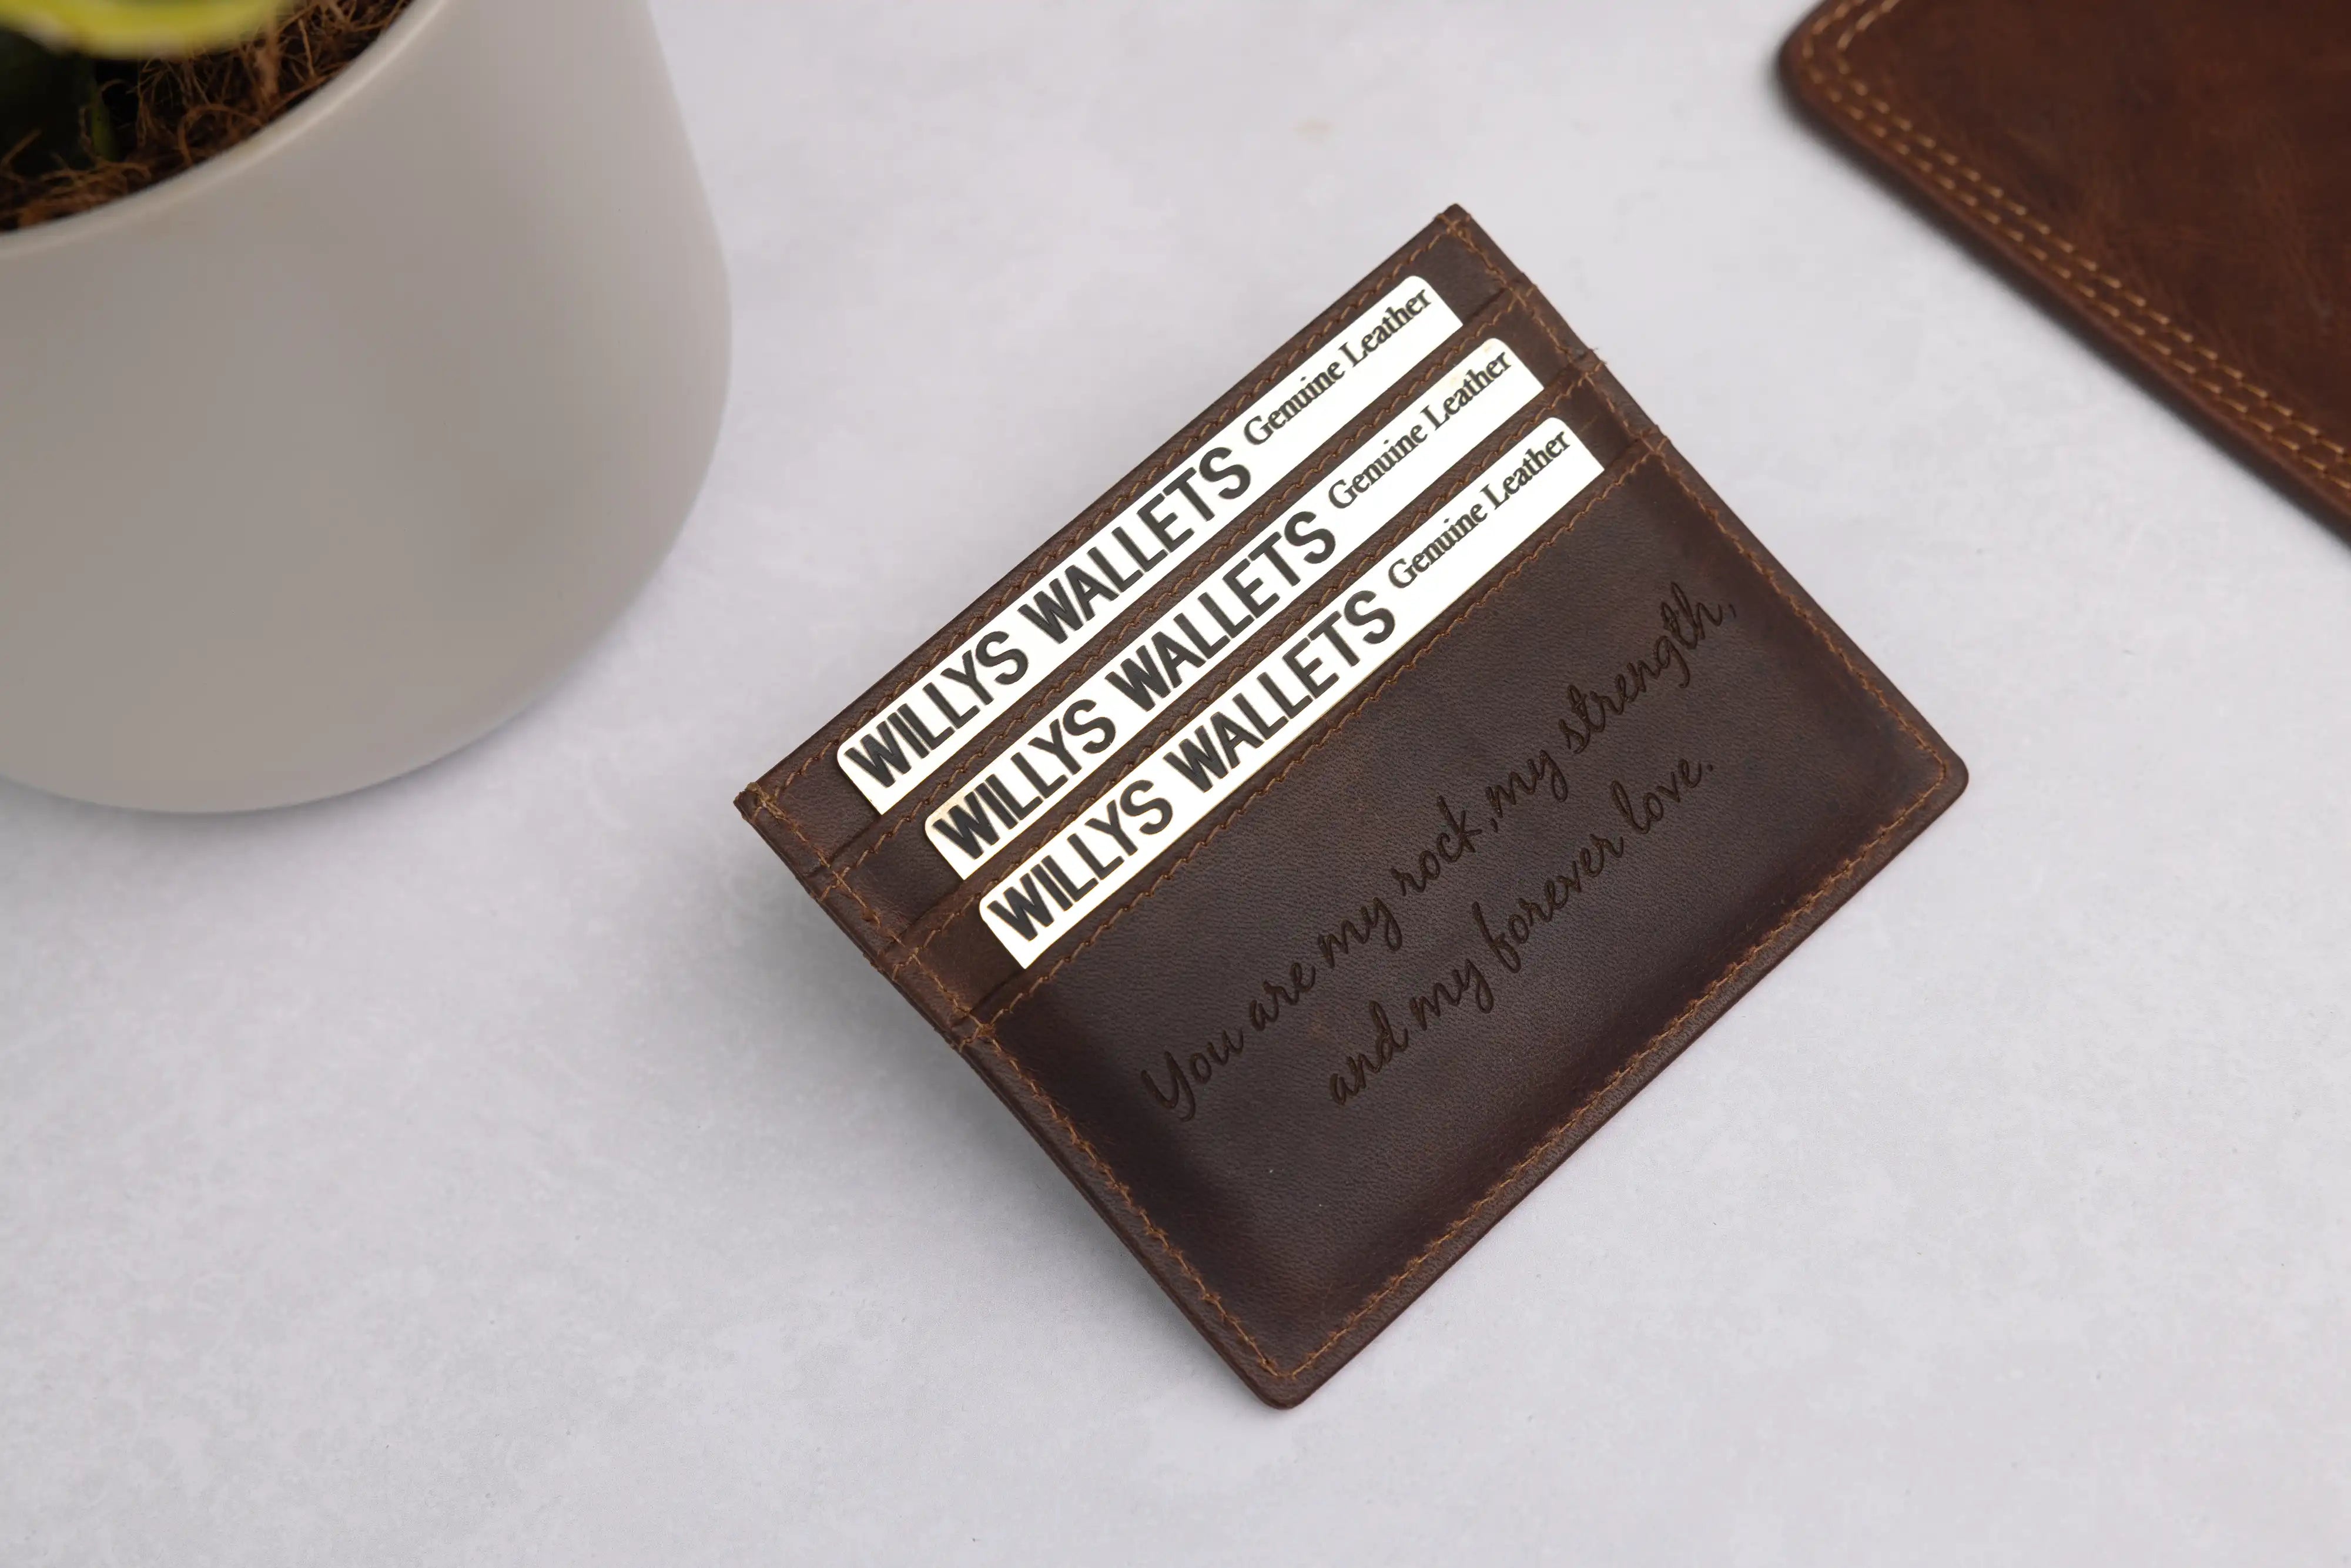 WILLYS WALLETS Genuine Leather
WILLYS WALLETS Genuine Leather
WILLYS WALLETS Genuine Leather
You are my rock,my strength,
and my forever love.